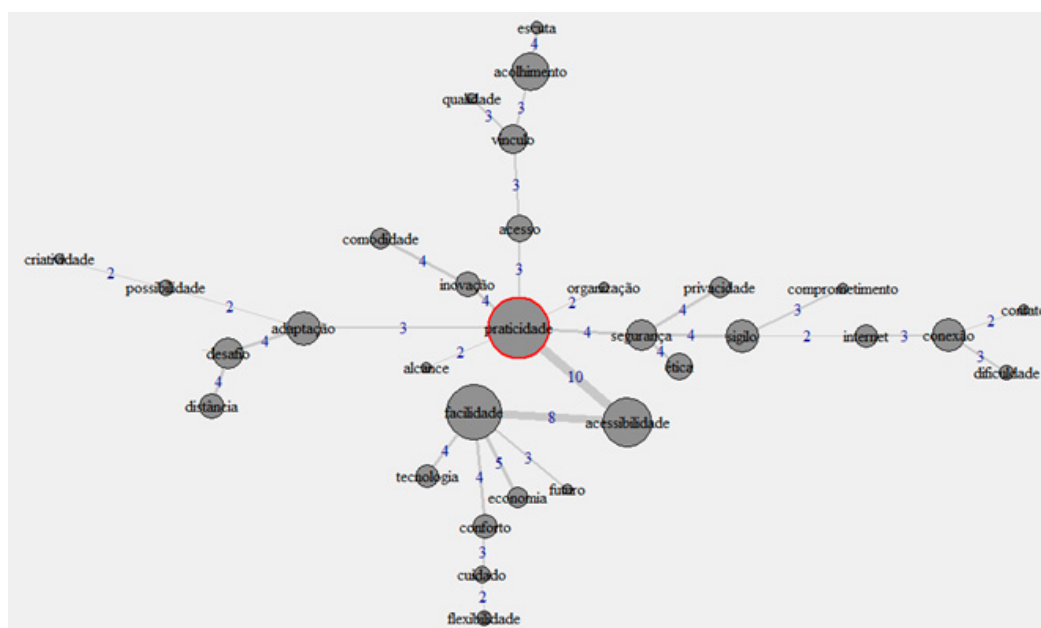 escuta
4
acolhimento
qualidade
3
3
vínculo
3
acesso
comodidade
3
4
inovação
organização
privacidade
comprometimento
criatividade
2
possibilidade
4
2
4
3
2
contato
2
adaptação
3
praticidade
4
segurança
4
sigilo
2
internet
3
conexão
desafio
4
2
alcance
4
ética
3
dificuldade
4
distância
10
facilidade
8
acessibilidade
4
5
3
tecnologia
4
economia
futuro
conforto
3
cuidado
2
flexibilidade